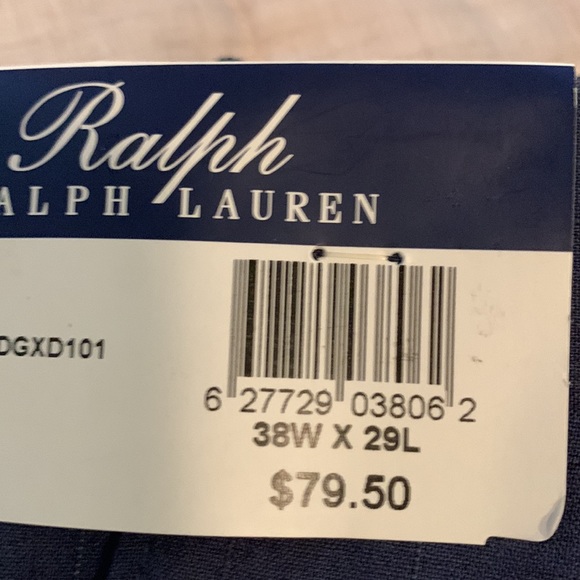 Ralph
ALPH LAUREN
DGXD101
6 27729 03806 2
38W X 29L
$79.50